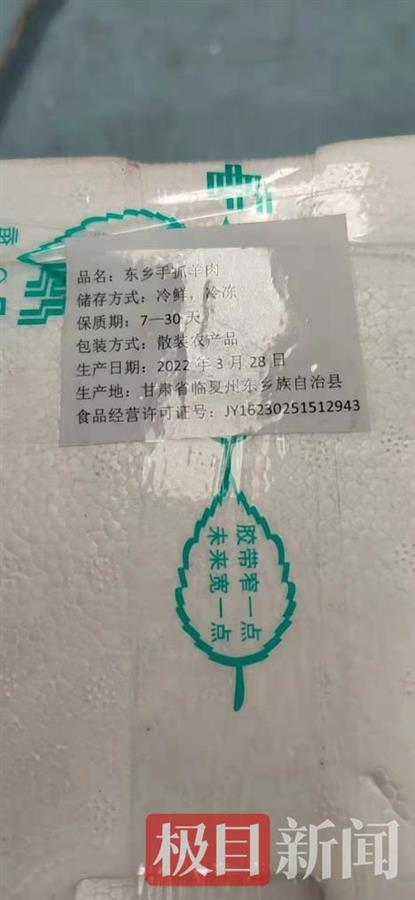 品名：东乡手抓羊肉
储存方式：冷鲜，冷冻
保质期：7—30天
包装方式：散装农产品
生产日期：2022年3月28日
生产地：甘肃省临夏州东乡族自治县
食品经营许可证号：JY16230251512943
胶带窄一点
未来宽一点
极目新闻